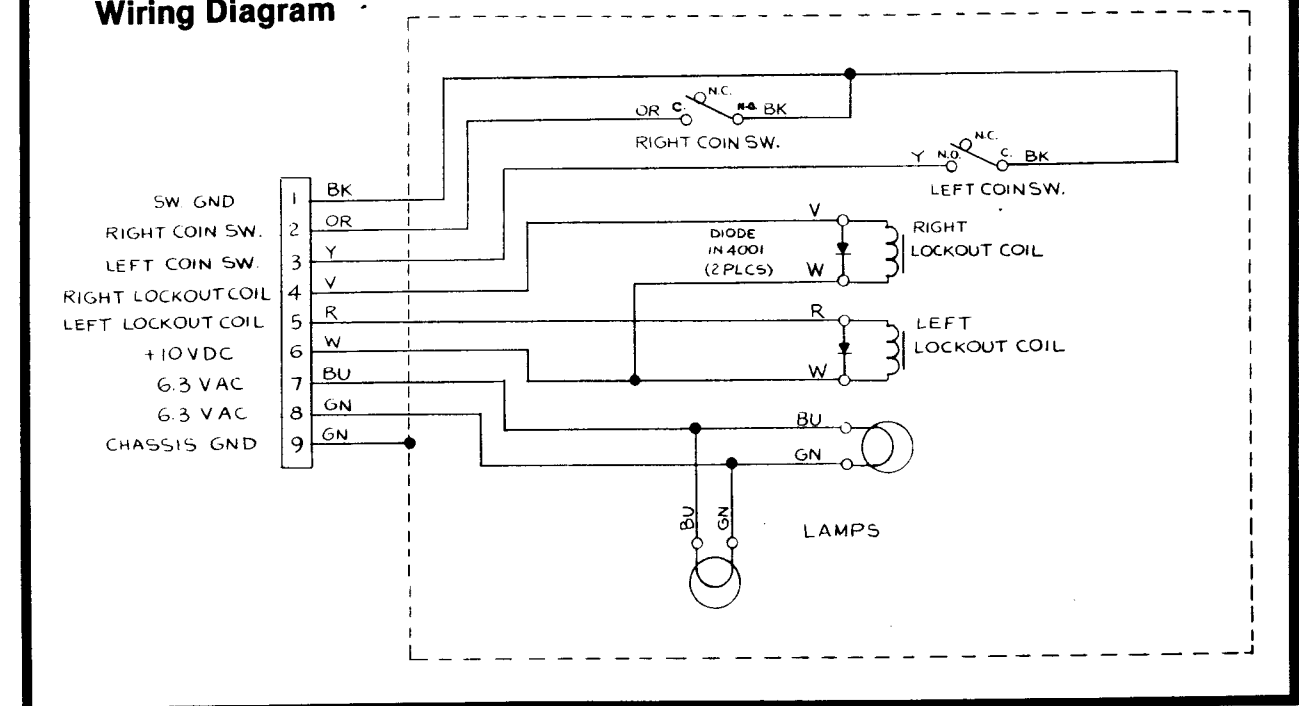 Wiring Diagram
N.C.
OR C. N.O. BK
RIGHT COIN SW.
N.C.
Y N.O. C. BK
LEFT COIN SW.
SW GND 1 BK
RIGHT COIN SW. 2 OR
LEFT COIN SW. 3 Y
RIGHT LOCKOUT COIL 4 V
LEFT LOCKOUT COIL 5 R
+10VDC 6 W
6.3 VAC 7 BU
6.3 VAC 8 GN
CHASSIS GND 9 GN
V
DIODE
IN4001
(2PLCS)
W
RIGHT
LOCKOUT COIL
R
W
LEFT
LOCKOUT COIL
BU
GN
BU
GN
LAMPS